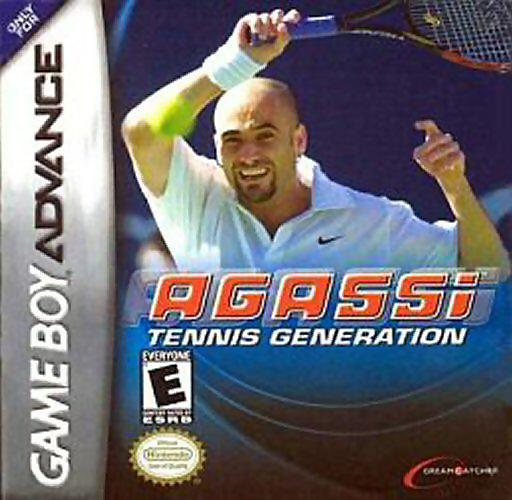 ONLY
FOR
GAME BOY ADVANCE
AGASSI
TENNIS GENERATION
EVERYONE
E
CONTENT RATED BY
ESRB
Official
Nintendo
Seal of Quality
DREAMCATCHER